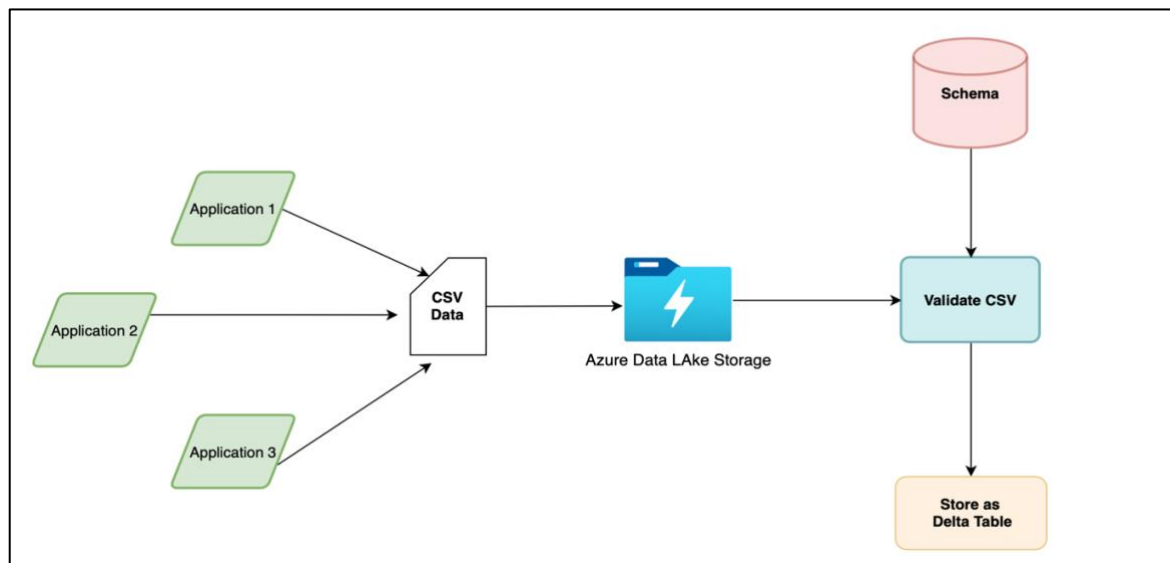 Schema
Application 1
CSV
Data
Validate CSV
Application 2
Azure Data LAke Storage
Application 3
Store as
Delta Table